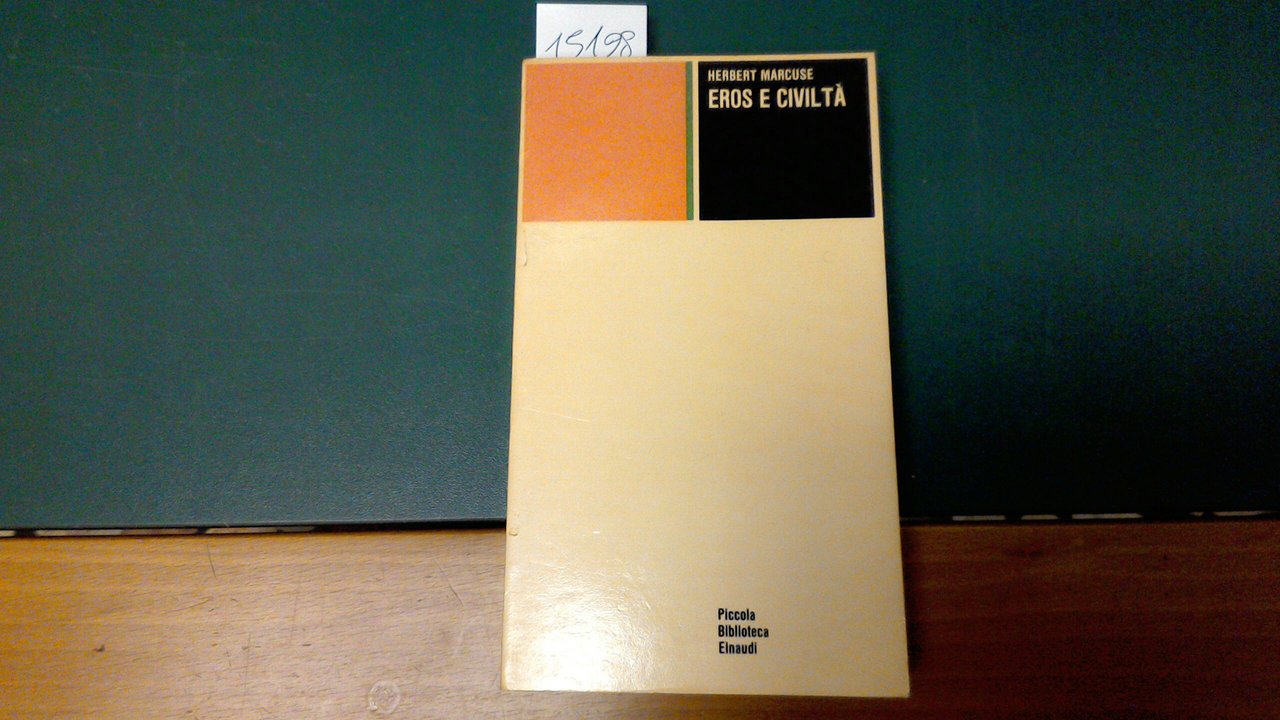 15198
HERBERT MARCUSE
EROS E CIVILTÀ
Piccola
Biblioteca
Einaudi